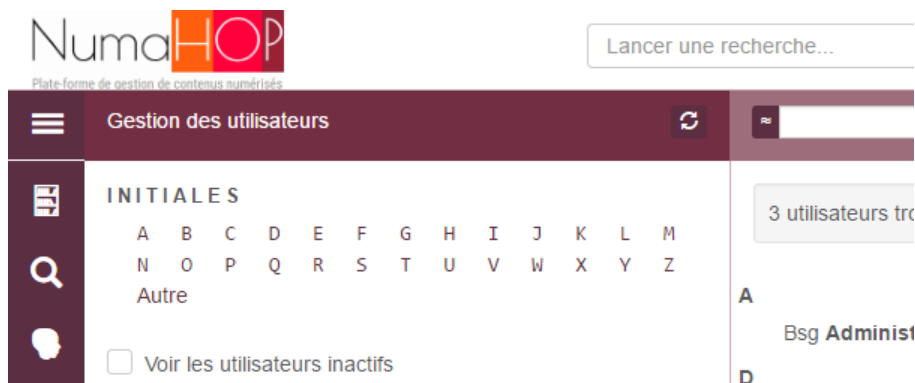 NumaHOP
Plate-forme de gestion de contenus numérisés
Lancer une recherche...
Gestion des utilisateurs
≈
INITIALES
A B C D E F G H I J K L M
N O P Q R S T U V W X Y Z
Autre
Voir les utilisateurs inactifs
3 utilisateurs tro
A
Bsg Administ
D